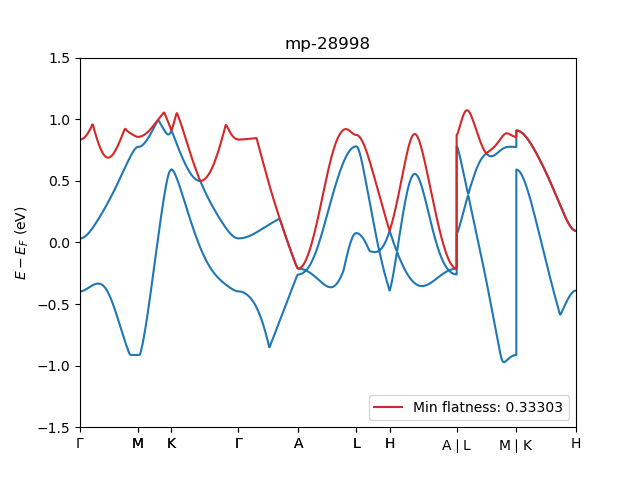 mp-28998
1.5
1.0
0.5
0.0
−0.5
−1.0
−1.5
E − E_F (eV)
Min flatness: 0.33303
Γ M K Γ A L H A | L M | K H